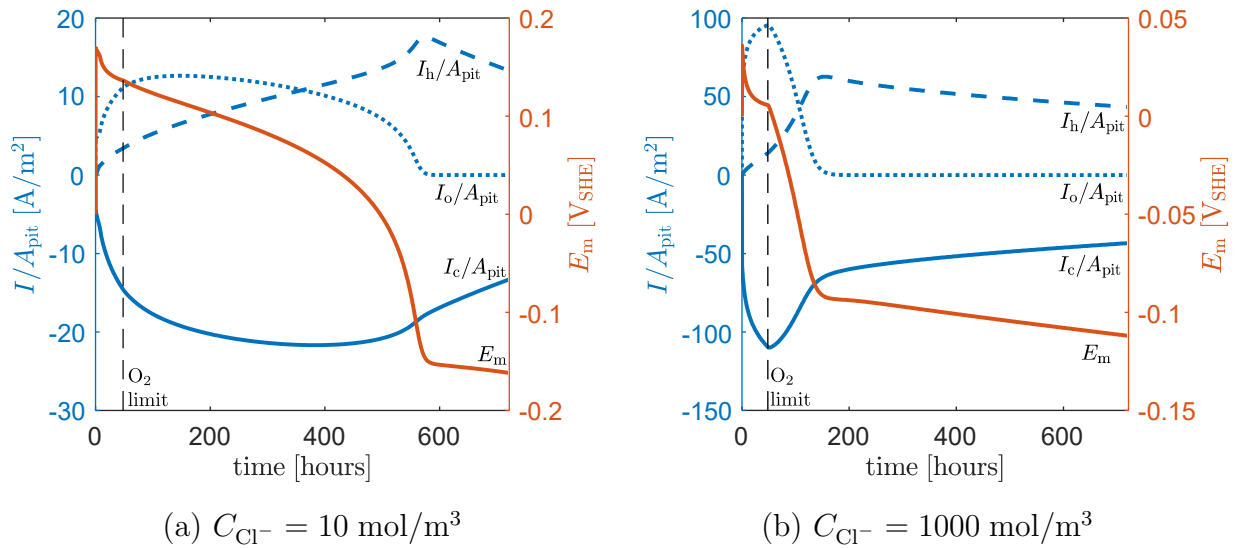 20
10
0
-10
-20
-30
I/A_pit [A/m²]
0.2
0.1
0
-0.1
-0.2
E_m [V_SHE]
I_h/A_pit
I_o/A_pit
I_c/A_pit
E_m
O₂
limit
0 200 400 600
time [hours]
(a) C_Cl⁻ = 10 mol/m³
100
50
0
-50
-100
-150
I/A_pit [A/m²]
0.05
0
-0.05
-0.1
-0.15
E_m [V_SHE]
I_h/A_pit
I_o/A_pit
I_c/A_pit
E_m
O₂
limit
0 200 400 600
time [hours]
(b) C_Cl⁻ = 1000 mol/m³